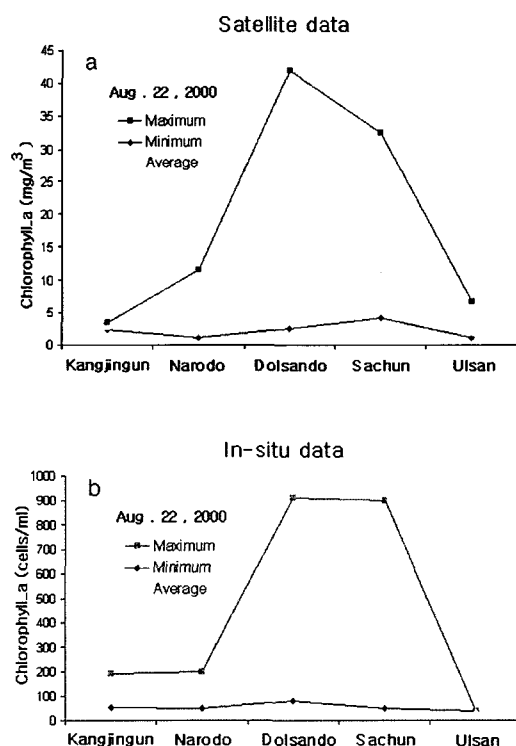 Satellite data
a
Aug . 22 , 2000
Maximum
Minimum
Average
Chlorophyll_a (mg/m³)
45
40
35
30
25
20
15
10
5
0
Kangjingun Narodo Dolsando Sachun Ulsan
In-situ data
b
Aug . 22 , 2000
Maximum
Minimum
Average
Chlorophyll_a (cells/ml)
1000
900
800
700
600
500
400
300
200
100
0
Kangjingun Narodo Dolsando Sachun Ulsan